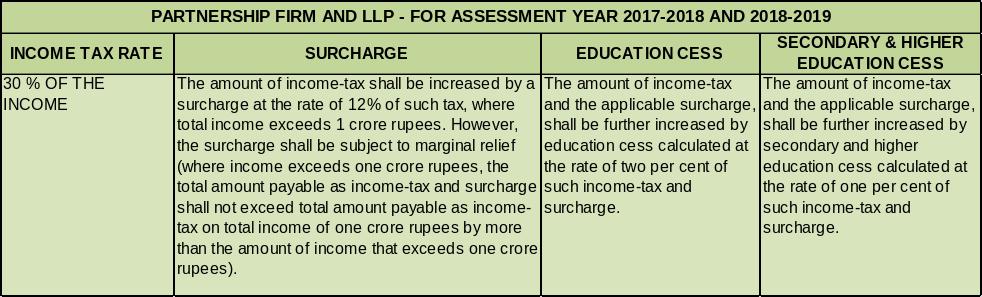 PARTNERSHIP FIRM AND LLP - FOR ASSESSMENT YEAR 2017-2018 AND 2018-2019
INCOME TAX RATE
SURCHARGE
EDUCATION CESS
SECONDARY & HIGHER
EDUCATION CESS
30 % OF THE
INCOME
The amount of income-tax shall be increased by a
surcharge at the rate of 12% of such tax, where
total income exceeds 1 crore rupees. However,
the surcharge shall be subject to marginal relief
(where income exceeds one crore rupees, the
total amount payable as income-tax and surcharge
shall not exceed total amount payable as income-
tax on total income of one crore rupees by more
than the amount of income that exceeds one crore
rupees).
The amount of income-tax
and the applicable surcharge,
shall be further increased by
education cess calculated at
the rate of two per cent of
such income-tax and
surcharge.
The amount of income-tax
and the applicable surcharge,
shall be further increased by
secondary and higher
education cess calculated at
the rate of one per cent of
such income-tax and
surcharge.